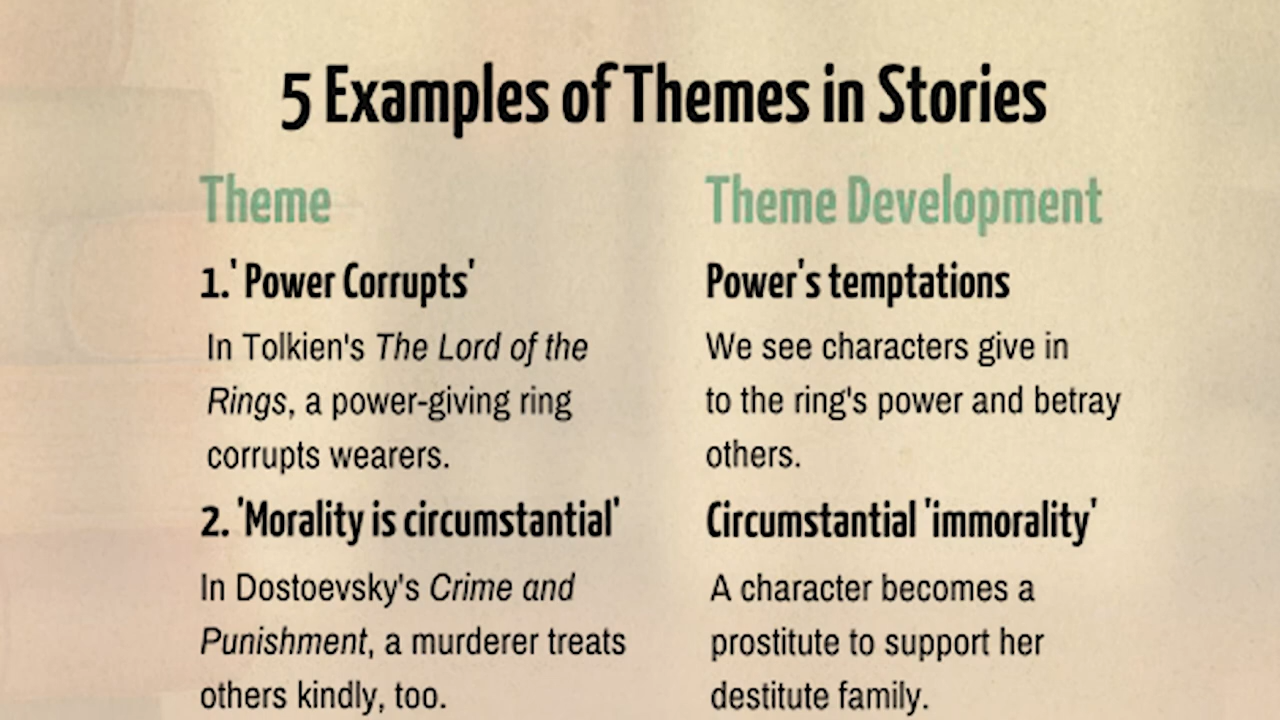 5 Examples of Themes in Stories
Theme
Theme Development
1.' Power Corrupts'
Power's temptations
In Tolkien's The Lord of the
Rings, a power-giving ring
corrupts wearers.
We see characters give in
to the ring's power and betray
others.
2. 'Morality is circumstantial'
Circumstantial 'immorality'
In Dostoevsky's Crime and
Punishment, a murderer treats
others kindly, too.
A character becomes a
prostitute to support her
destitute family.